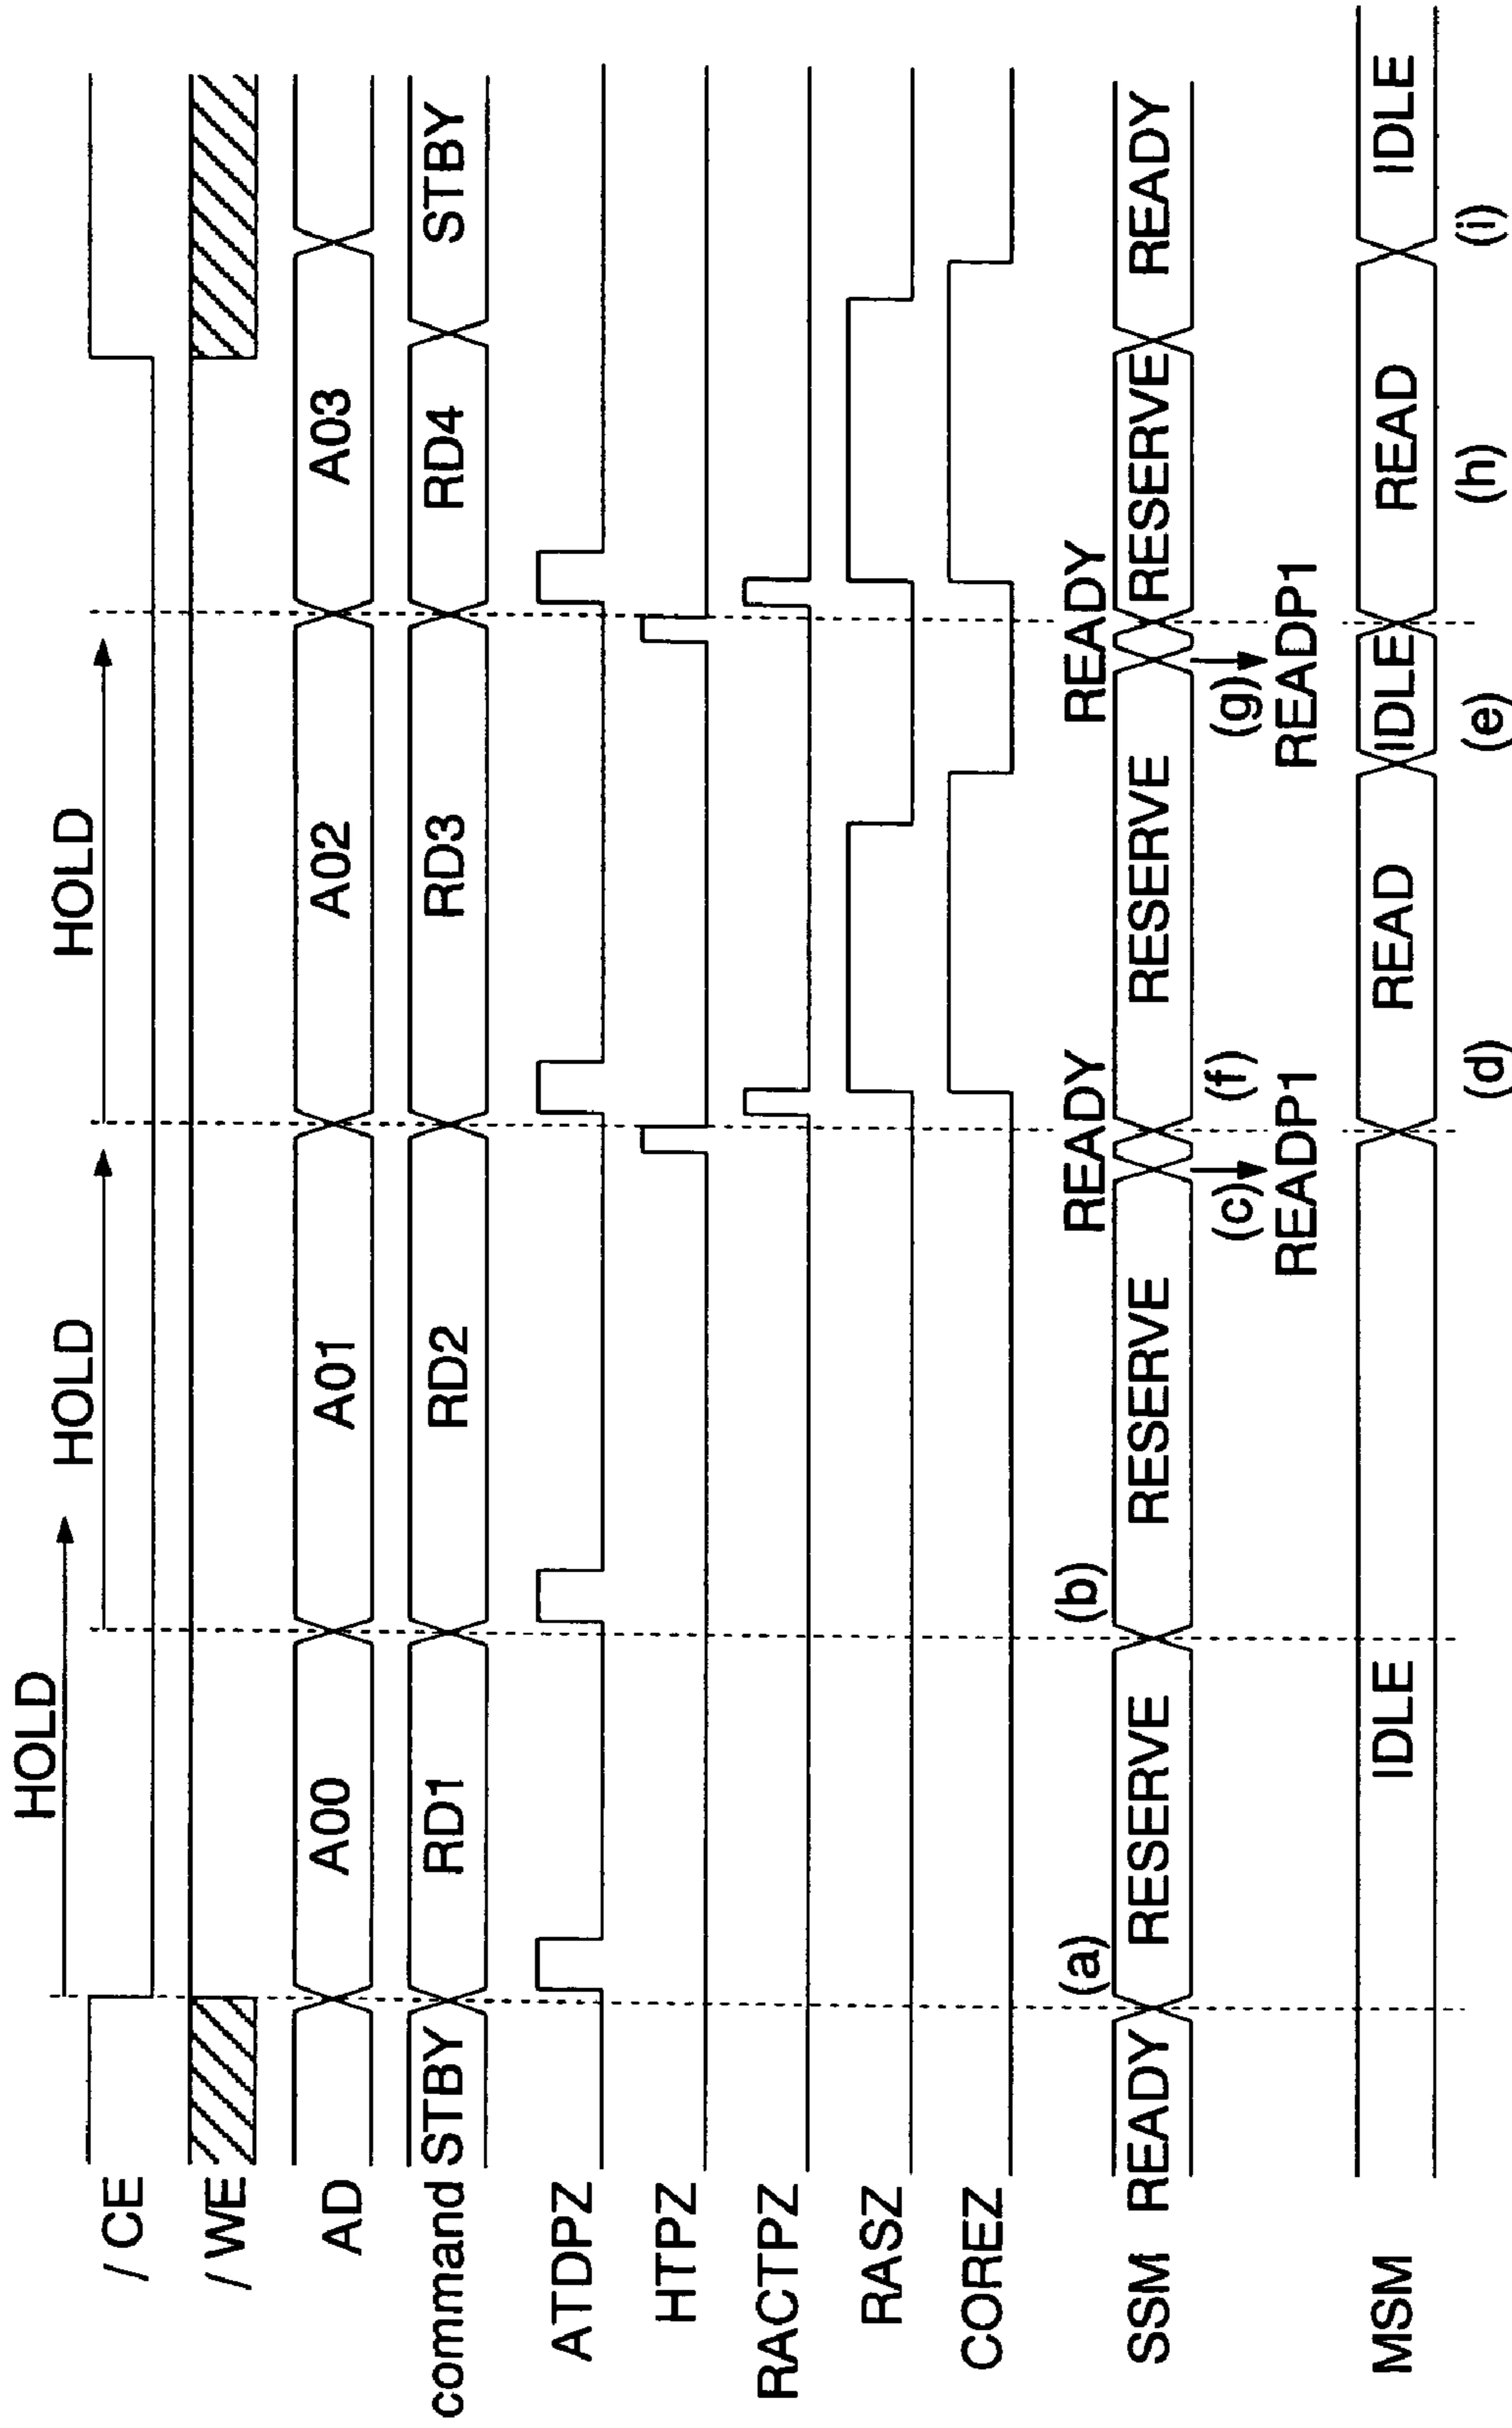 HOLD
HOLD HOLD
/ CE
/ WE
AD A00 A01 A02 A03
command STBY RD1 RD2 RD3 RD4 STBY
ATDPZ
HTPZ
RACTPZ
RASZ
COREZ
(a) (b) READY READY
SSM READY RESERVE RESERVE RESERVE RESERVE READY
(c) (f) (g)
READP1 READP1
MSM IDLE READ IDLE READ IDLE
(d) (e) (h) (i)